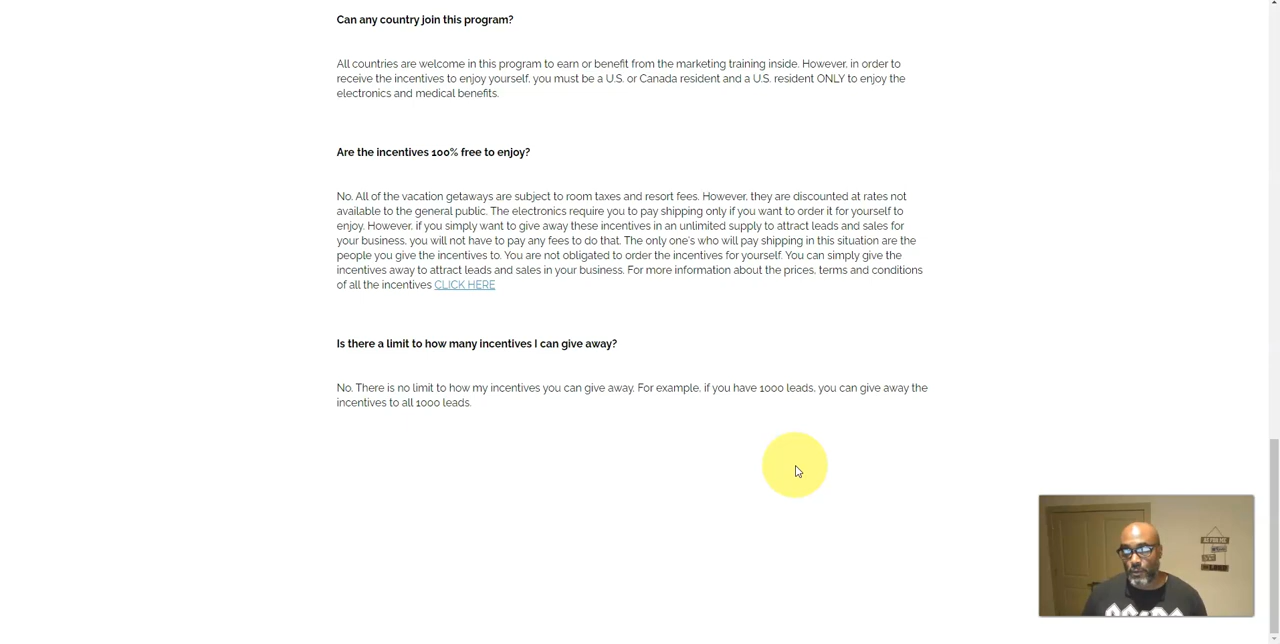 Can any country join this program?
All countries are welcome in this program to earn or benefit from the marketing training inside. However, in order to
receive the incentives to enjoy yourself, you must be a U.S. or Canada resident and a U.S. resident ONLY to enjoy the
electronics and medical benefits.
Are the incentives 100% free to enjoy?
No. All of the vacation getaways are subject to room taxes and resort fees. However, they are discounted at rates not
available to the general public. The electronics require you to pay shipping only if you want to order it for yourself to
enjoy. However, if you simply want to give away these incentives in an unlimited supply to attract leads and sales for
your business, you will not have to pay any fees to do that. The only one's who will pay shipping in this situation are the
people you give the incentives to. You are not obligated to order the incentives for yourself. You can simply give the
incentives away to attract leads and sales in your business. For more information about the prices, terms and conditions
of all the incentives CLICK HERE
Is there a limit to how many incentives I can give away?
No. There is no limit to how my incentives you can give away. For example, if you have 1000 leads, you can give away the
incentives to all 1000 leads.